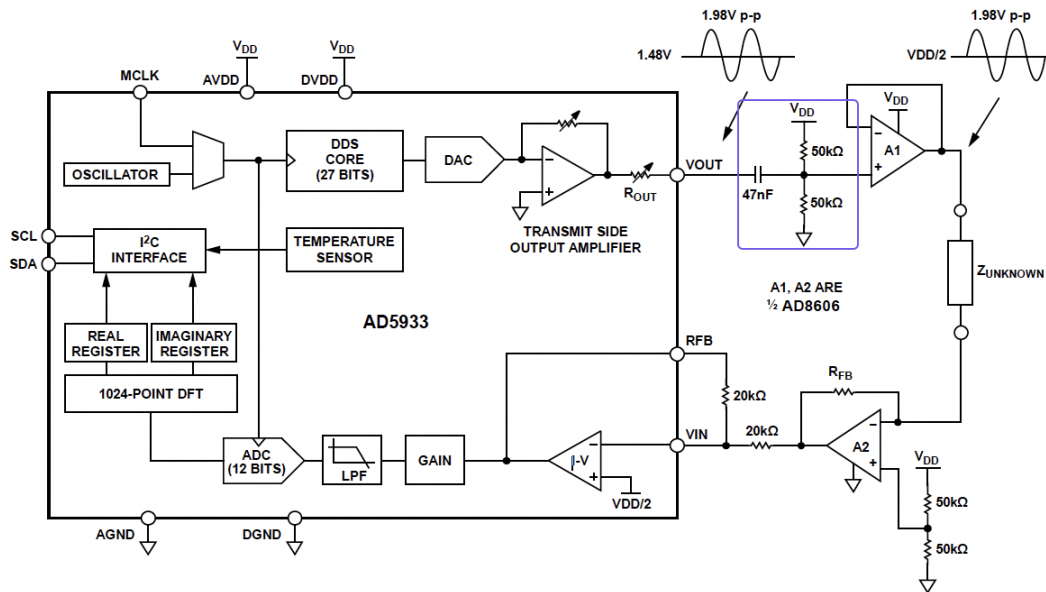 1.98V p-p
1.98V p-p
1.48V
VDD/2
MCLK
VDD
AVDD
VDD
DVDD
VDD
VDD
DDS
CORE
(27 BITS)
DAC
OSCILLATOR
ROUT
VOUT
47nF
50kΩ
50kΩ
A1
TRANSMIT SIDE
OUTPUT AMPLIFIER
SCL
SDA
I2C
INTERFACE
TEMPERATURE
SENSOR
ZUNKNOWN
A1, A2 ARE
½ AD8606
AD5933
REAL
REGISTER
IMAGINARY
REGISTER
RFB
1024-POINT DFT
20kΩ
RFB
20kΩ
VIN
A2
ADC
(12 BITS)
LPF
GAIN
I-V
VDD/2
VDD
50kΩ
50kΩ
AGND
DGND